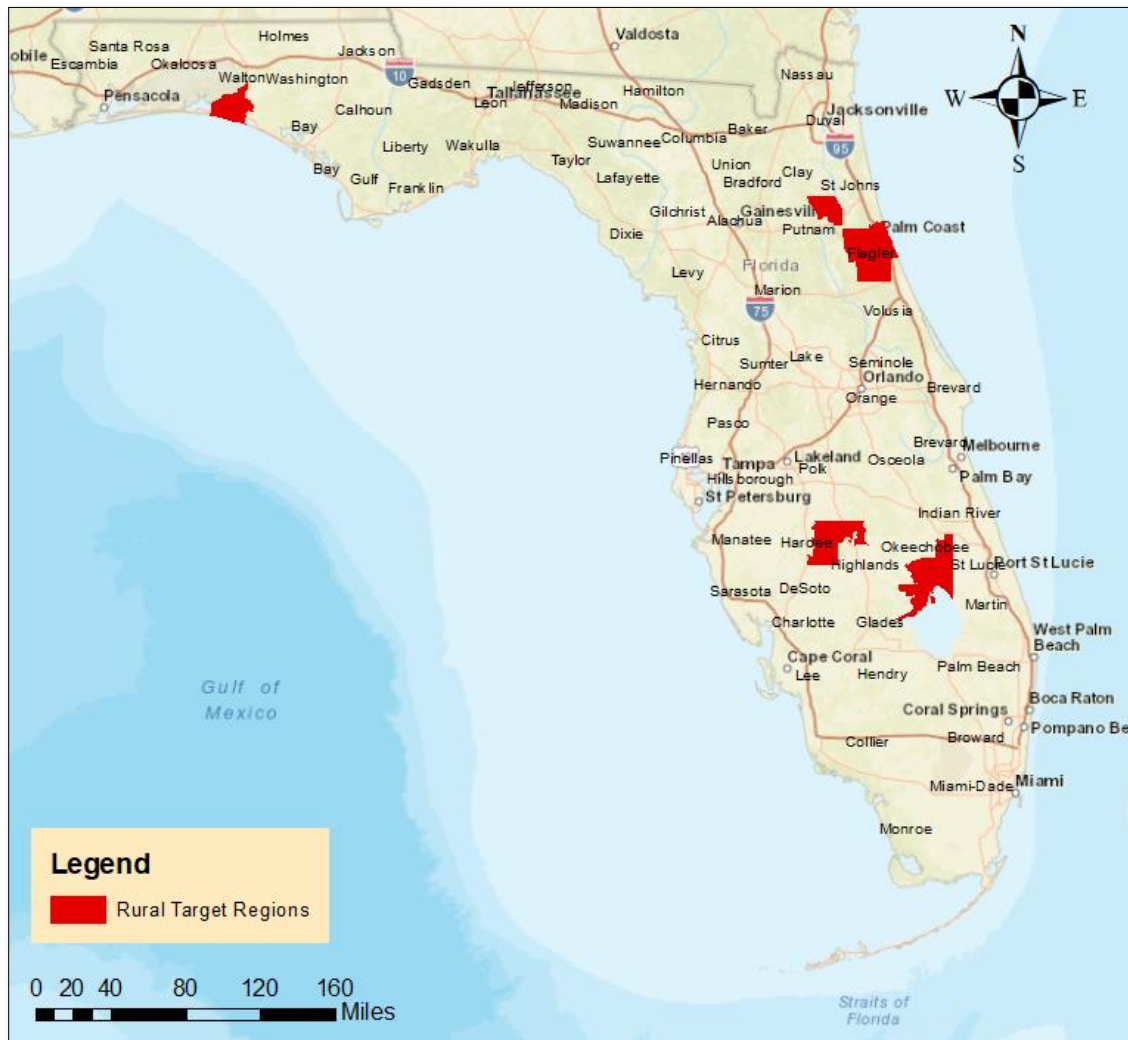 Valdosta
N
W
E
S
obile
Santa Rosa
Holmes
Escambia
Okaloosa
Jackson
10
Walton
Washington
Gadsden
Jefferson
Tallahassee
Hamilton
Nassau
Pensacola
Leon
Madison
Jacksonville
Duval
Calhoun
Bay
Liberty
Wakulla
Suwannee
Columbia
Baker
95
Taylor
Union
Clay
Bay
Gulf
Franklin
Lafayette
Bradford
St Johns
Gilchrist
Alachua
Gainesvill
Putnam
Palm Coast
Dixie
Flagler
Levy
Florida
Marion
75
Volusia
Citrus
Sumter
Lake
Seminole
Orlando
Hernando
Orange
Brevard
Pasco
Brevard
Melbourne
Pinellas
Tampa
Lakeland
Polk
Osceola
Hillsborough
Palm Bay
St Petersburg
Indian River
Manatee
Hardee
Okeechobee
Highlands
St Lucie
Port St Lucie
Sarasota
DeSoto
Martin
Charlotte
Glades
West Palm
Beach
Cape Coral
Lee
Hendry
Palm Beach
Gulf of
Mexico
Coral Springs
Boca Raton
Collier
Broward
Pompano Be
Miami-Dade
Miami
Monroe
Legend
Rural Target Regions
0 20 40 80 120 160
Miles
Straits of
Florida